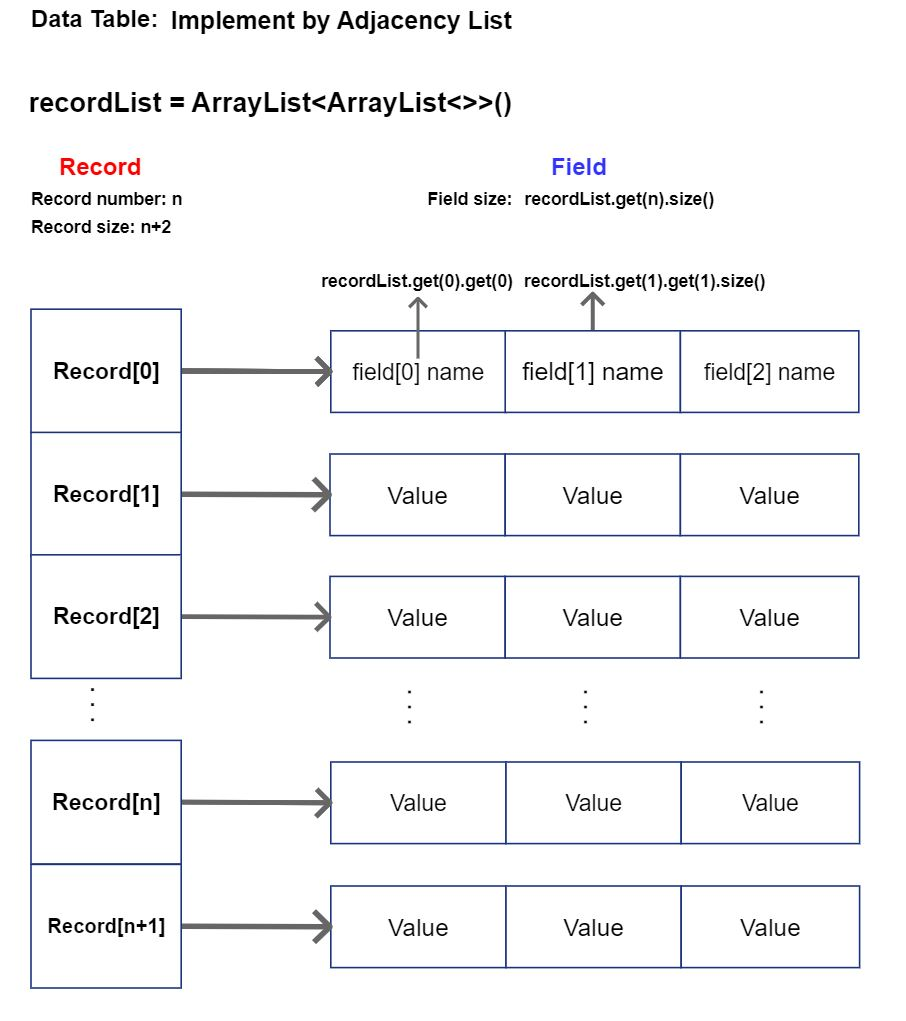 Data Table: Implement by Adjacency List
recordList = ArrayList<ArrayList<>>()
Record
Field
Record number: n
Field size: recordList.get(n).size()
Record size: n+2
recordList.get(0).get(0) recordList.get(1).get(1).size()
Record[0]
field[0] name
field[1] name
field[2] name
Record[1]
Value
Value
Value
Record[2]
Value
Value
Value
Record[n]
Value
Value
Value
Record[n+1]
Value
Value
Value